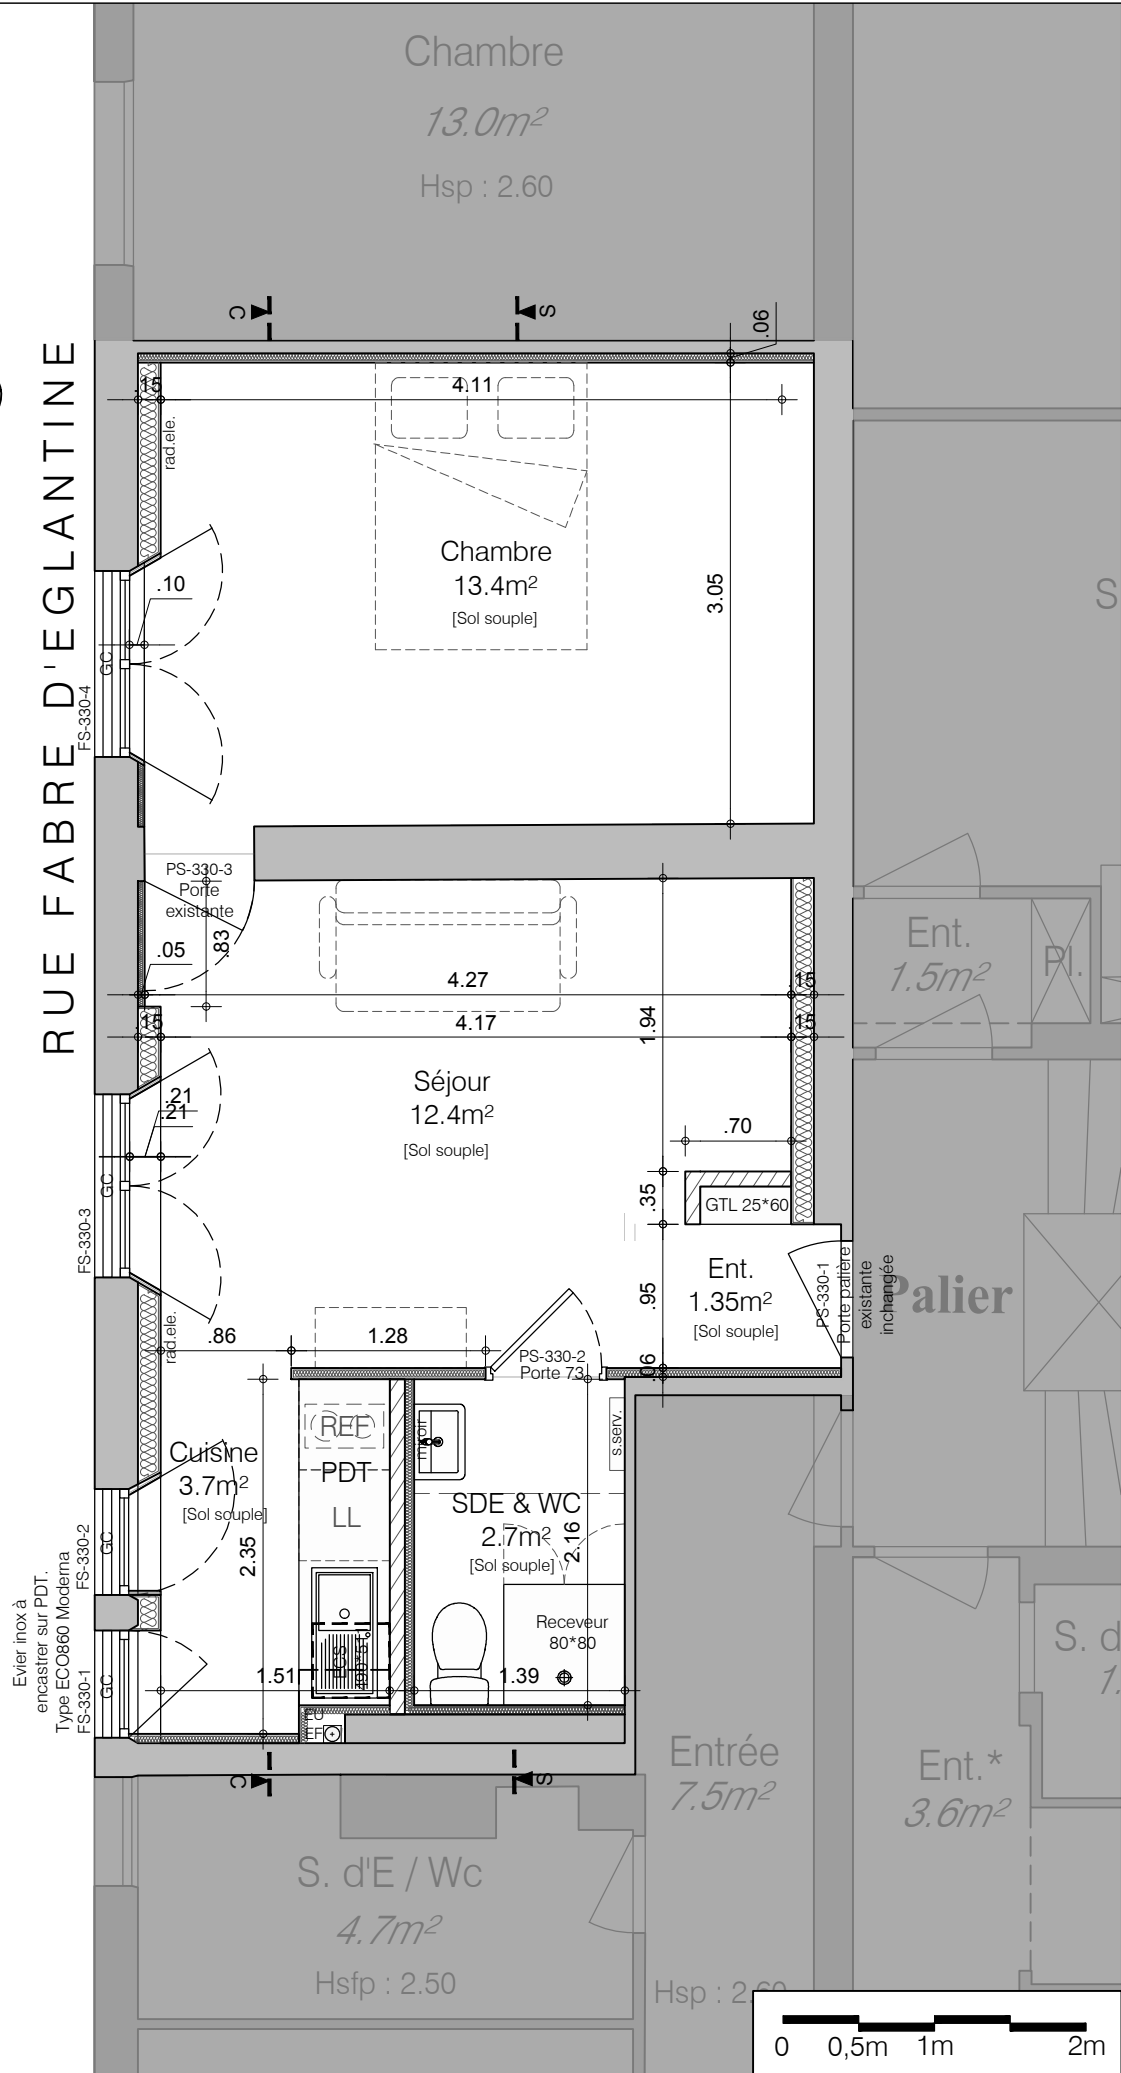 Chambre
13.0m²
Hsp : 2.60
C
S
.06
RUE FABRE D'EGLANTINE
.15
4.11
rad.ele.
Chambre
13.4m²
[Sol souple]
.10
3.05
GC
FS-330-4
S
PS-330-3
Porte
existante
.83
.05
4.27
.15
.15
4.17
.15
1.94
Ent.
1.5m²
Pl.
Séjour
12.4m²
[Sol souple]
.21
.21
GC
FS-330-3
.70
.35
GTL 25*60
Ent.
1.35m²
[Sol souple]
.95
PS-330-1
Porte palière
existante
inchangée
Palier
rad.ele.
.86
1.28
PS-330-2
Porte 73
.06
REF
PDT
LL
Cuisine
3.7m²
[Sol souple]
2.35
miroir
s.serv.
SDE & WC
2.7m²
[Sol souple]
2.16
GC
FS-330-2
Evier inox à
encastrer sur PDT.
Type ECO860 Moderna
FS-330-1
GC
ECS
Receveur
80*80
1.51
1.39
EU
EF
C
S
S. d
1.
Entrée
7.5m²
Ent.*
3.6m²
S. d'E / Wc
4.7m²
Hsfp : 2.50
Hsp : 2.60
0 0,5m 1m 2m